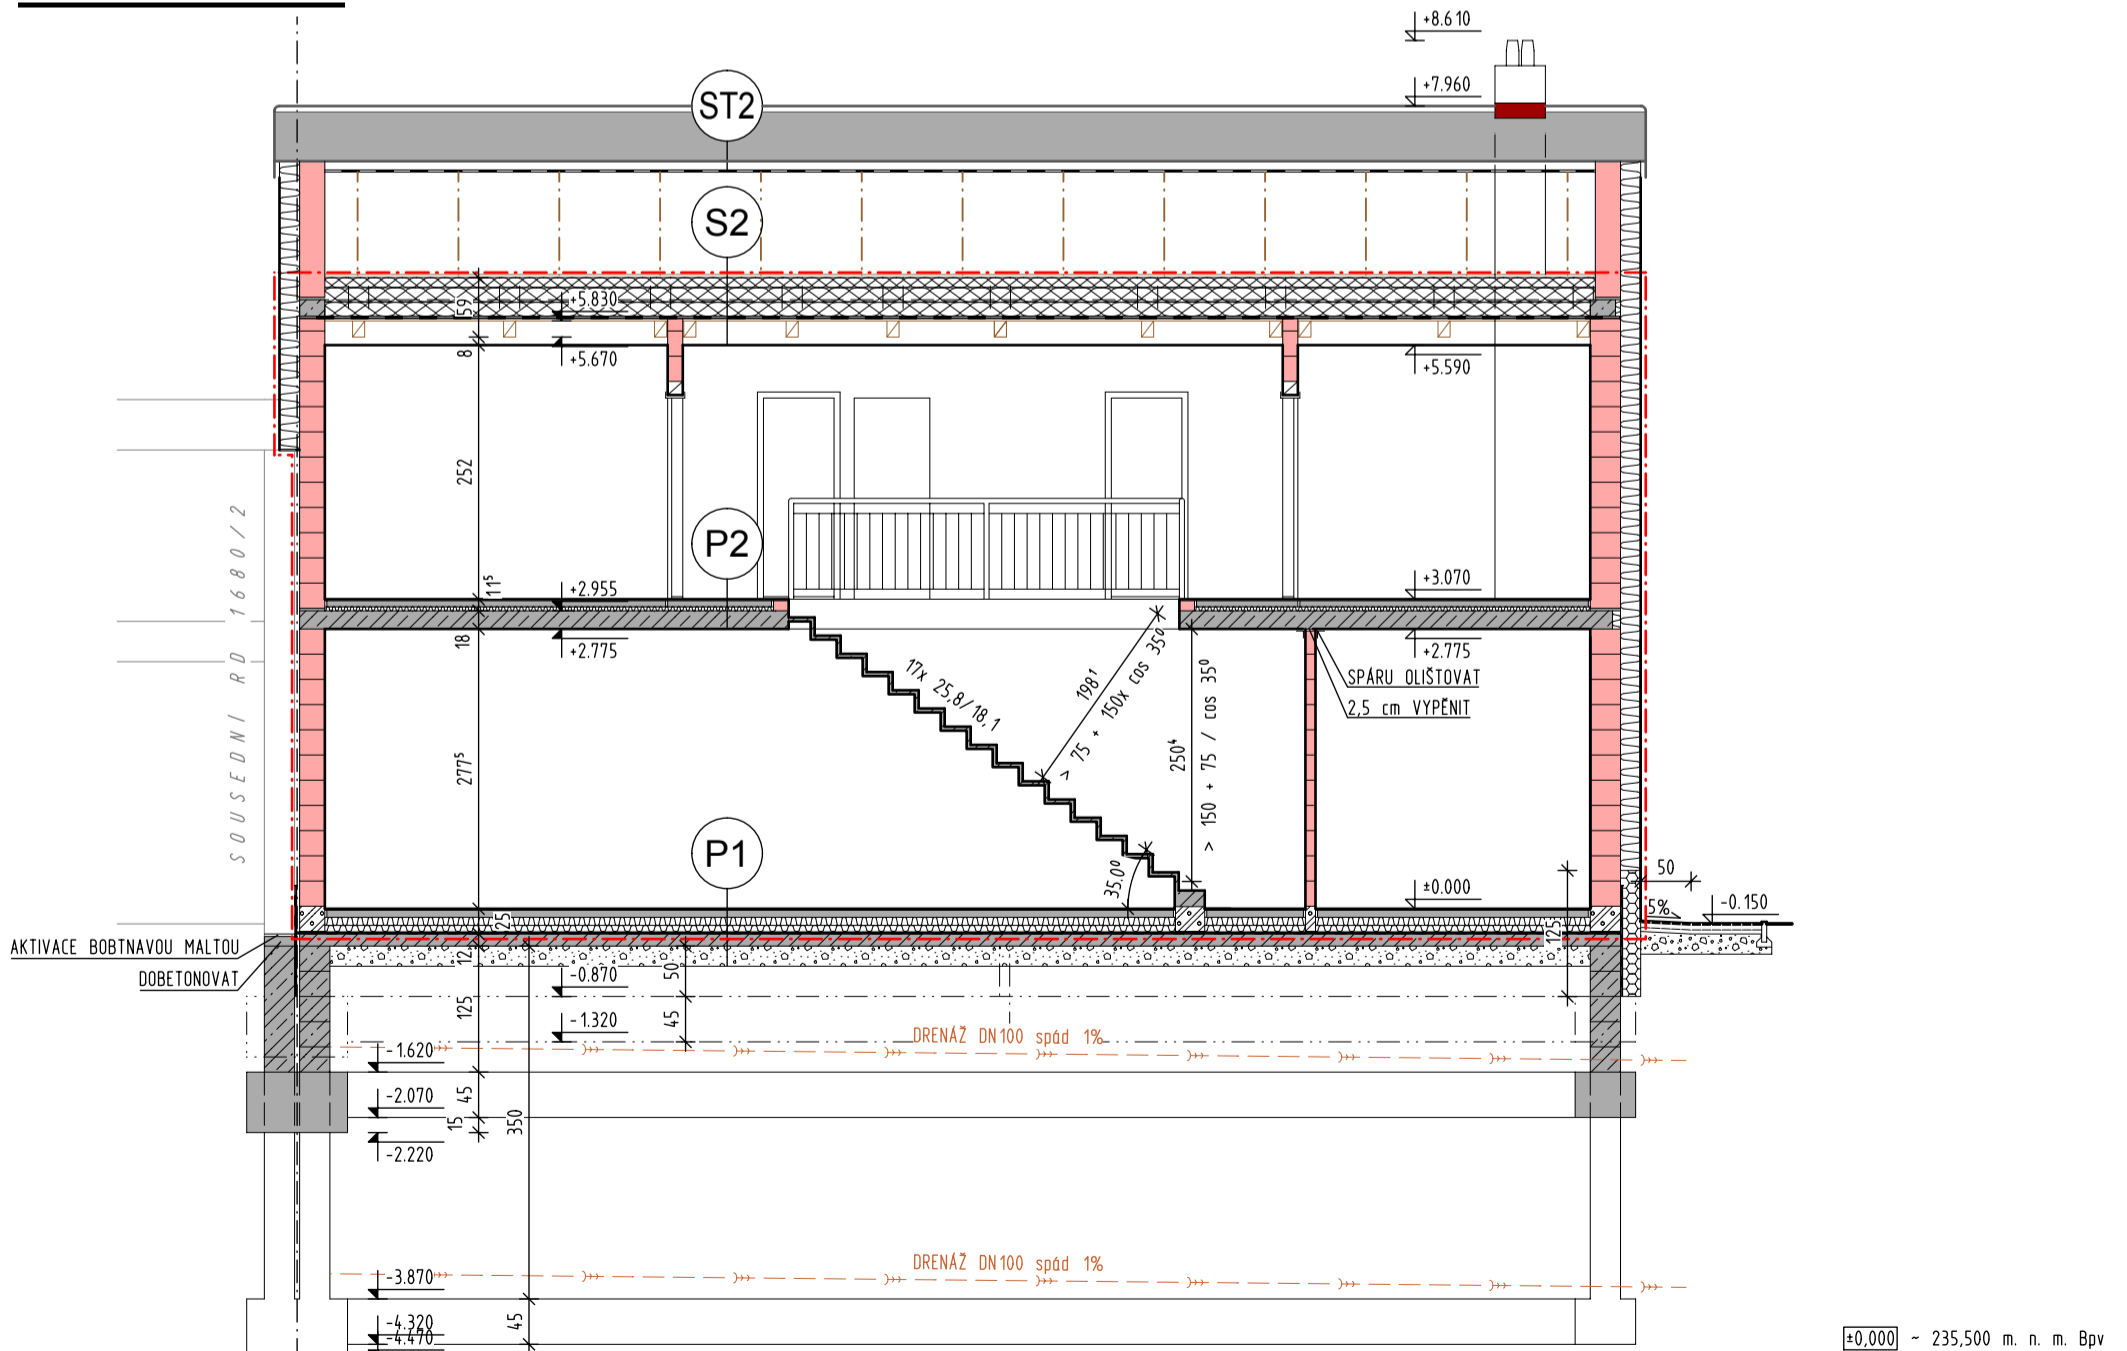 +8.610
+7.960
ST2
S2
59
+5.830
8
+5.670
+5.590
252
SOUSEDNÍ RD 1680/2
P2
11⁵
+2.955
+3.070
18
+2.775
+2.775
SPÁRU OLIŠTOVAT
2,5 cm VYPĚNIT
17x 25,8/18,1
198¹
> 75 + 150x cos 35⁰
250⁴
> 150 + 75 / cos 35⁰
277⁵
P1
35.0⁰
±0.000
50
5%
-0.150
25
125
AKTIVACE BOBTNAVOU MALTOU
DOBETONOVAT
12
-0.870
50
125
-1.320
45
DRENÁŽ DN100 spád 1%
-1.620
-2.070
45
15
350
-2.220
DRENÁŽ DN100 spád 1%
-3.870
-4.320
45
-4.470
±0,000 ~ 235,500 m. n. m. Bpv